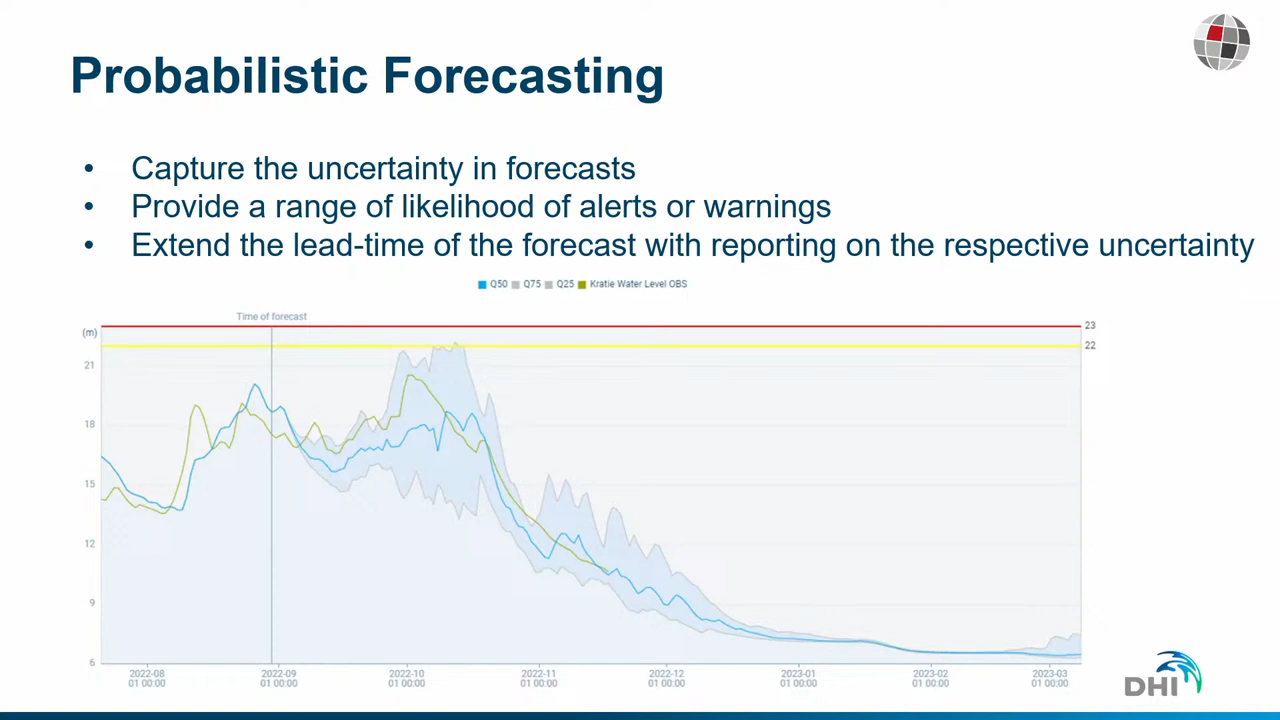 Probabilistic Forecasting
• Capture the uncertainty in forecasts
• Provide a range of likelihood of alerts or warnings
• Extend the lead-time of the forecast with reporting on the respective uncertainty
Q50 Q75 Q25 Kratie Water Level OBS
Time of forecast
(m)
23
22
21
18
15
12
9
6
2022-08 2022-09 2022-10 2022-11 2022-12 2023-01 2023-02 2023-03
01 00:00 01 00:00 01 00:00 01 00:00 01 00:00 01 00:00 01 00:00 01 00:00
DHI